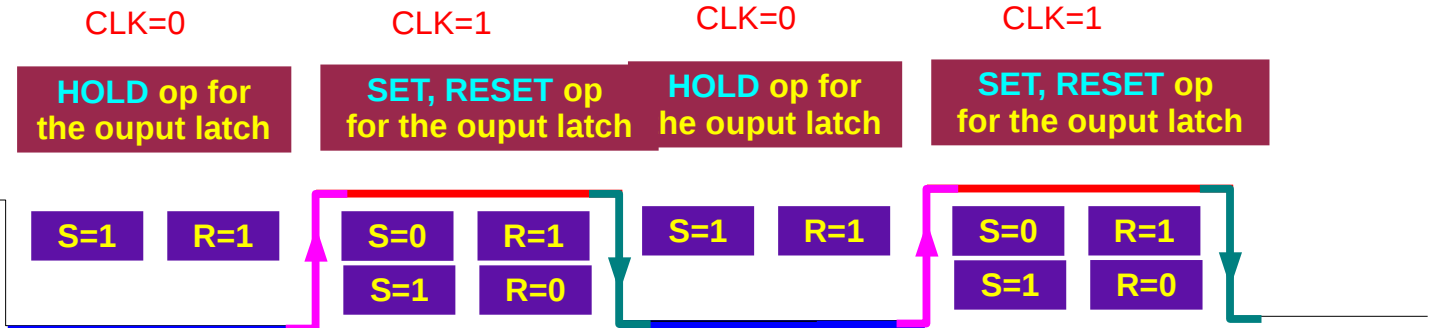 CLK=0
CLK=1
CLK=0
CLK=1
HOLD op for
the ouput latch
SET, RESET op
for the ouput latch
HOLD op for
he ouput latch
SET, RESET op
for the ouput latch
S=1 R=1
S=0 R=1
S=1 R=0
S=1 R=1
S=0 R=1
S=1 R=0